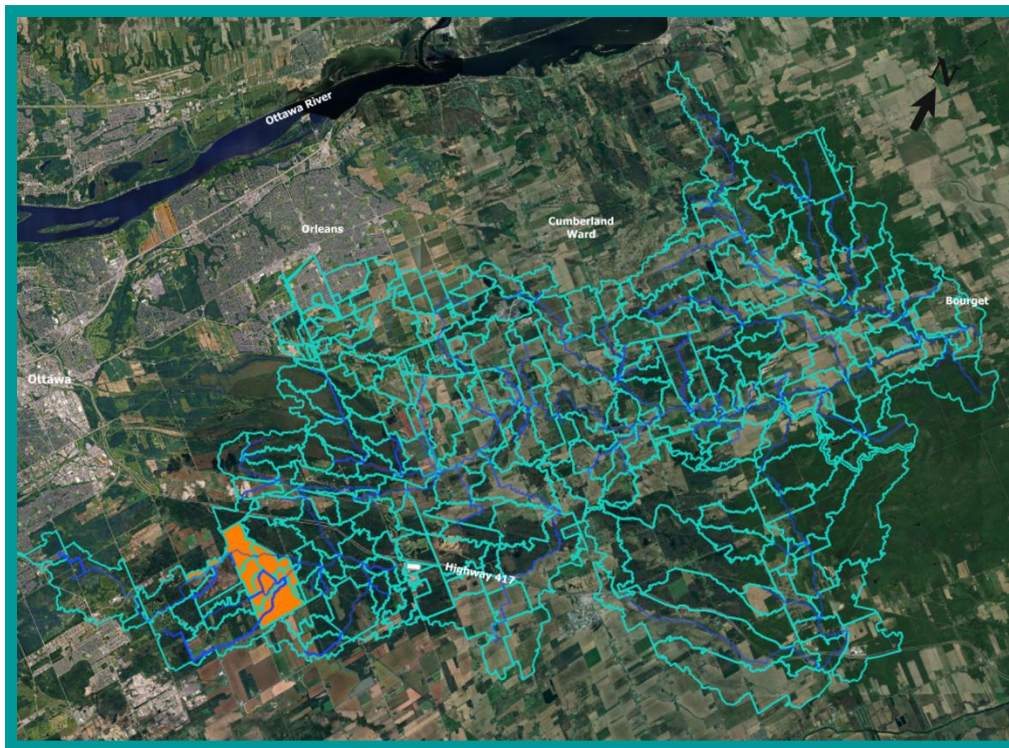 N
Ottawa River
Orleans
Cumberland
Ward
Bourget
Ottawa
Highway 417